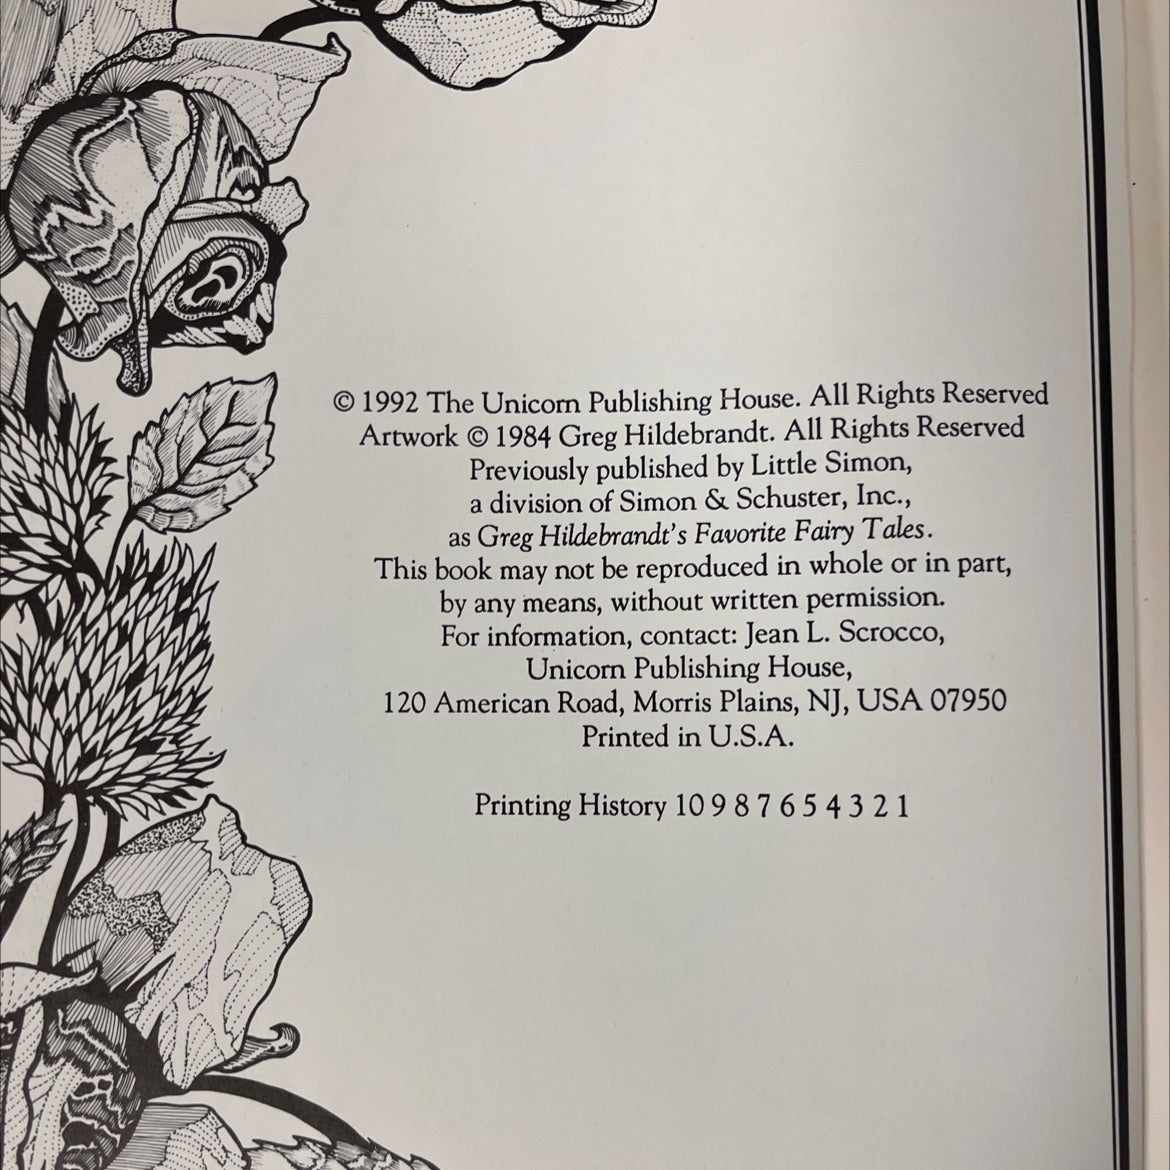 © 1992 The Unicorn Publishing House. All Rights Reserved
Artwork © 1984 Greg Hildebrandt. All Rights Reserved
Previously published by Little Simon,
a division of Simon & Schuster, Inc.,
as Greg Hildebrandt's Favorite Fairy Tales.
This book may not be reproduced in whole or in part,
by any means, without written permission.
For information, contact: Jean L. Scrocco,
Unicorn Publishing House,
120 American Road, Morris Plains, NJ, USA 07950
Printed in U.S.A.
Printing History 10 9 8 7 6 5 4 3 2 1